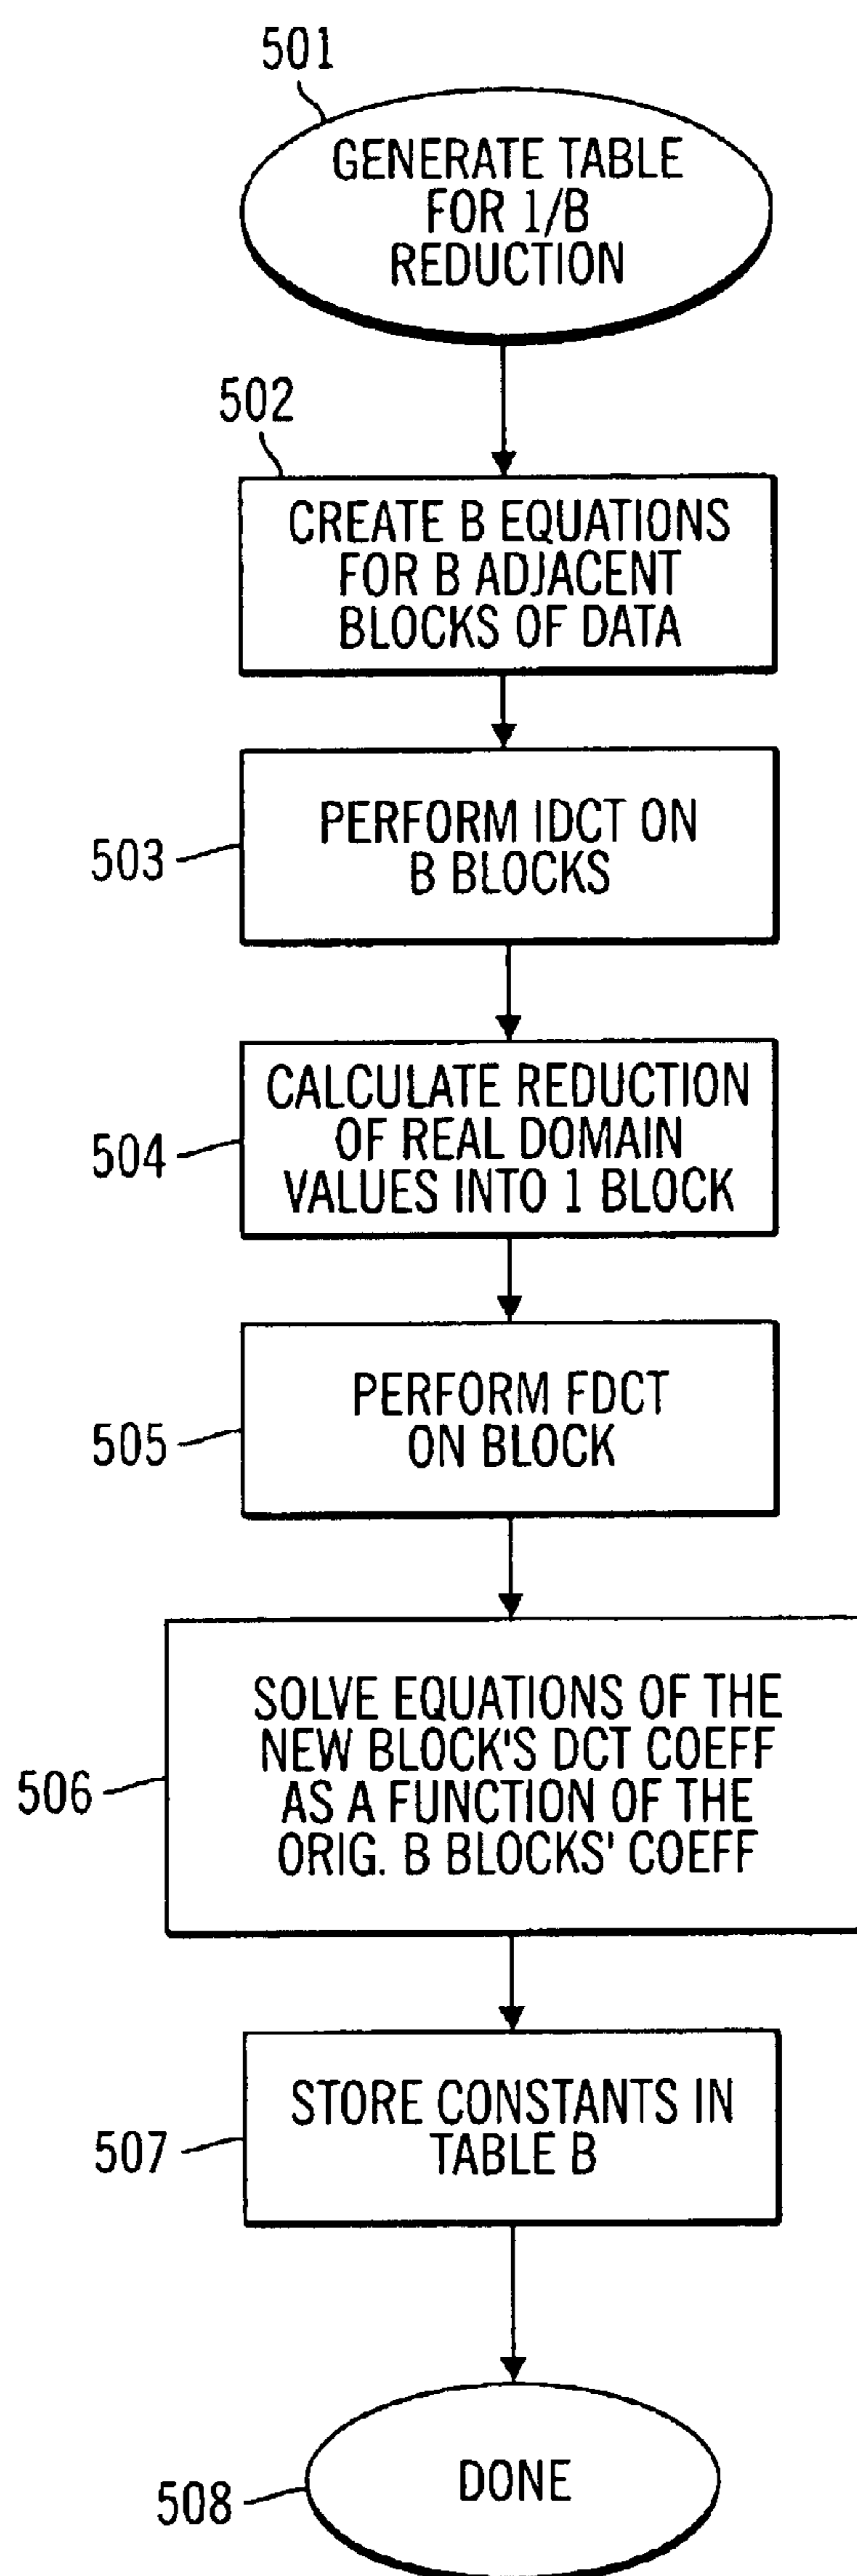 501
GENERATE TABLE
FOR 1/B
REDUCTION
502
CREATE B EQUATIONS
FOR B ADJACENT
BLOCKS OF DATA
503
PERFORM IDCT ON
B BLOCKS
504
CALCULATE REDUCTION
OF REAL DOMAIN
VALUES INTO 1 BLOCK
505
PERFORM FDCT
ON BLOCK
506
SOLVE EQUATIONS OF THE
NEW BLOCK'S DCT COEFF
AS A FUNCTION OF THE
ORIG. B BLOCKS' COEFF
507
STORE CONSTANTS IN
TABLE B
508
DONE